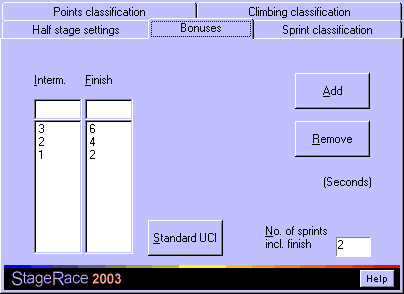 Points classification
Climbing classification
Half stage settings
Bonuses
Sprint classification
Interm.
Finish
Add
3
6
2
4
1
2
Remove
(Seconds)
Standard UCI
No. of sprints
incl. finish
2
StageRace 2003
Help